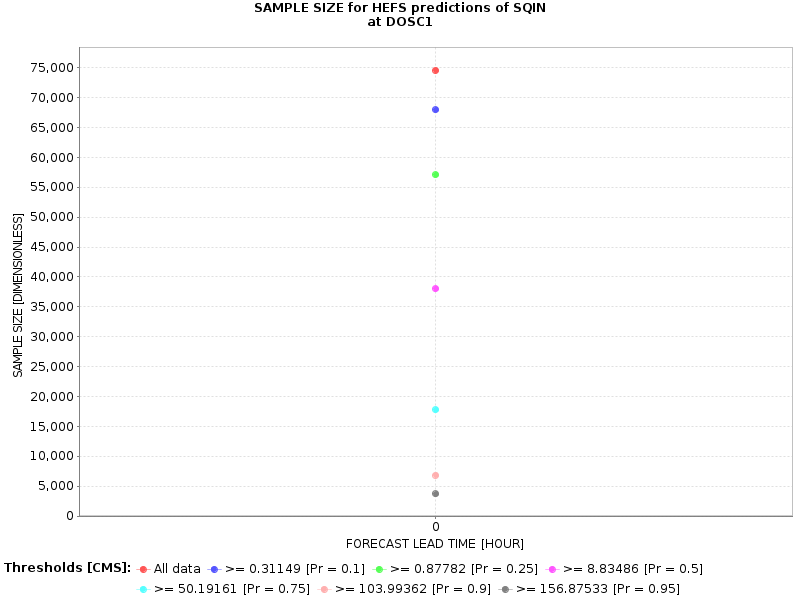 SAMPLE SIZE for HEFS predictions of SQIN
at DOSC1
75,000
70,000
65,000
60,000
55,000
50,000
45,000
40,000
35,000
30,000
25,000
20,000
15,000
10,000
5,000
0
SAMPLE SIZE [DIMENSIONLESS]
0
FORECAST LEAD TIME [HOUR]
Thresholds [CMS]: All data >= 0.31149 [Pr = 0.1] >= 0.87782 [Pr = 0.25] >= 8.83486 [Pr = 0.5]
>= 50.19161 [Pr = 0.75] >= 103.99362 [Pr = 0.9] >= 156.87533 [Pr = 0.95]